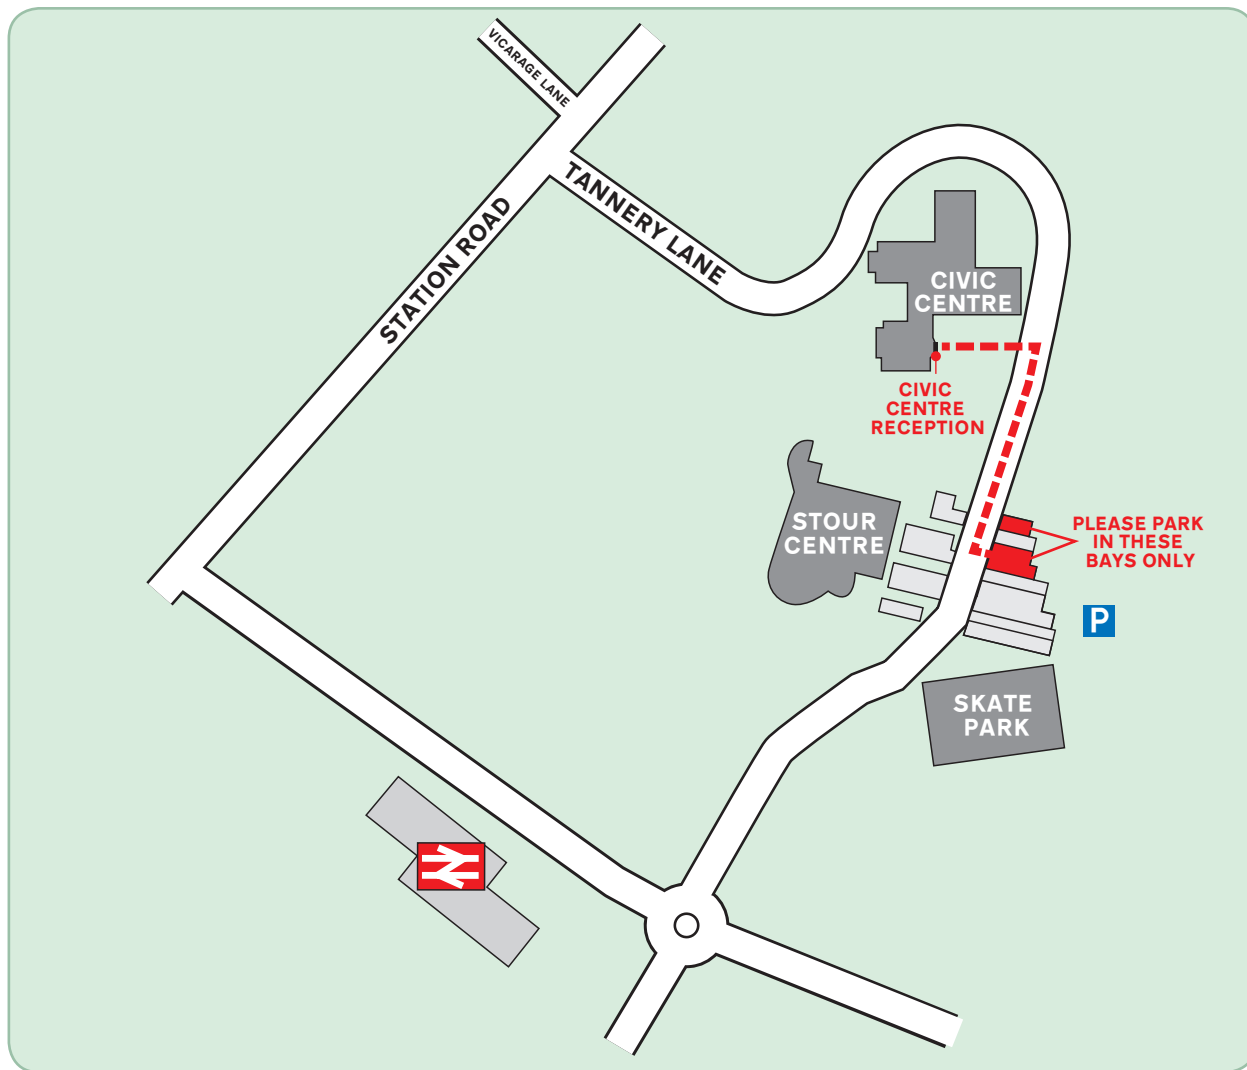 VICARAGE LANE
TANNERY LANE
STATION ROAD
CIVIC
CENTRE
CIVIC
CENTRE
RECEPTION
STOUR
CENTRE
PLEASE PARK
IN THESE
BAYS ONLY
P
SKATE
PARK